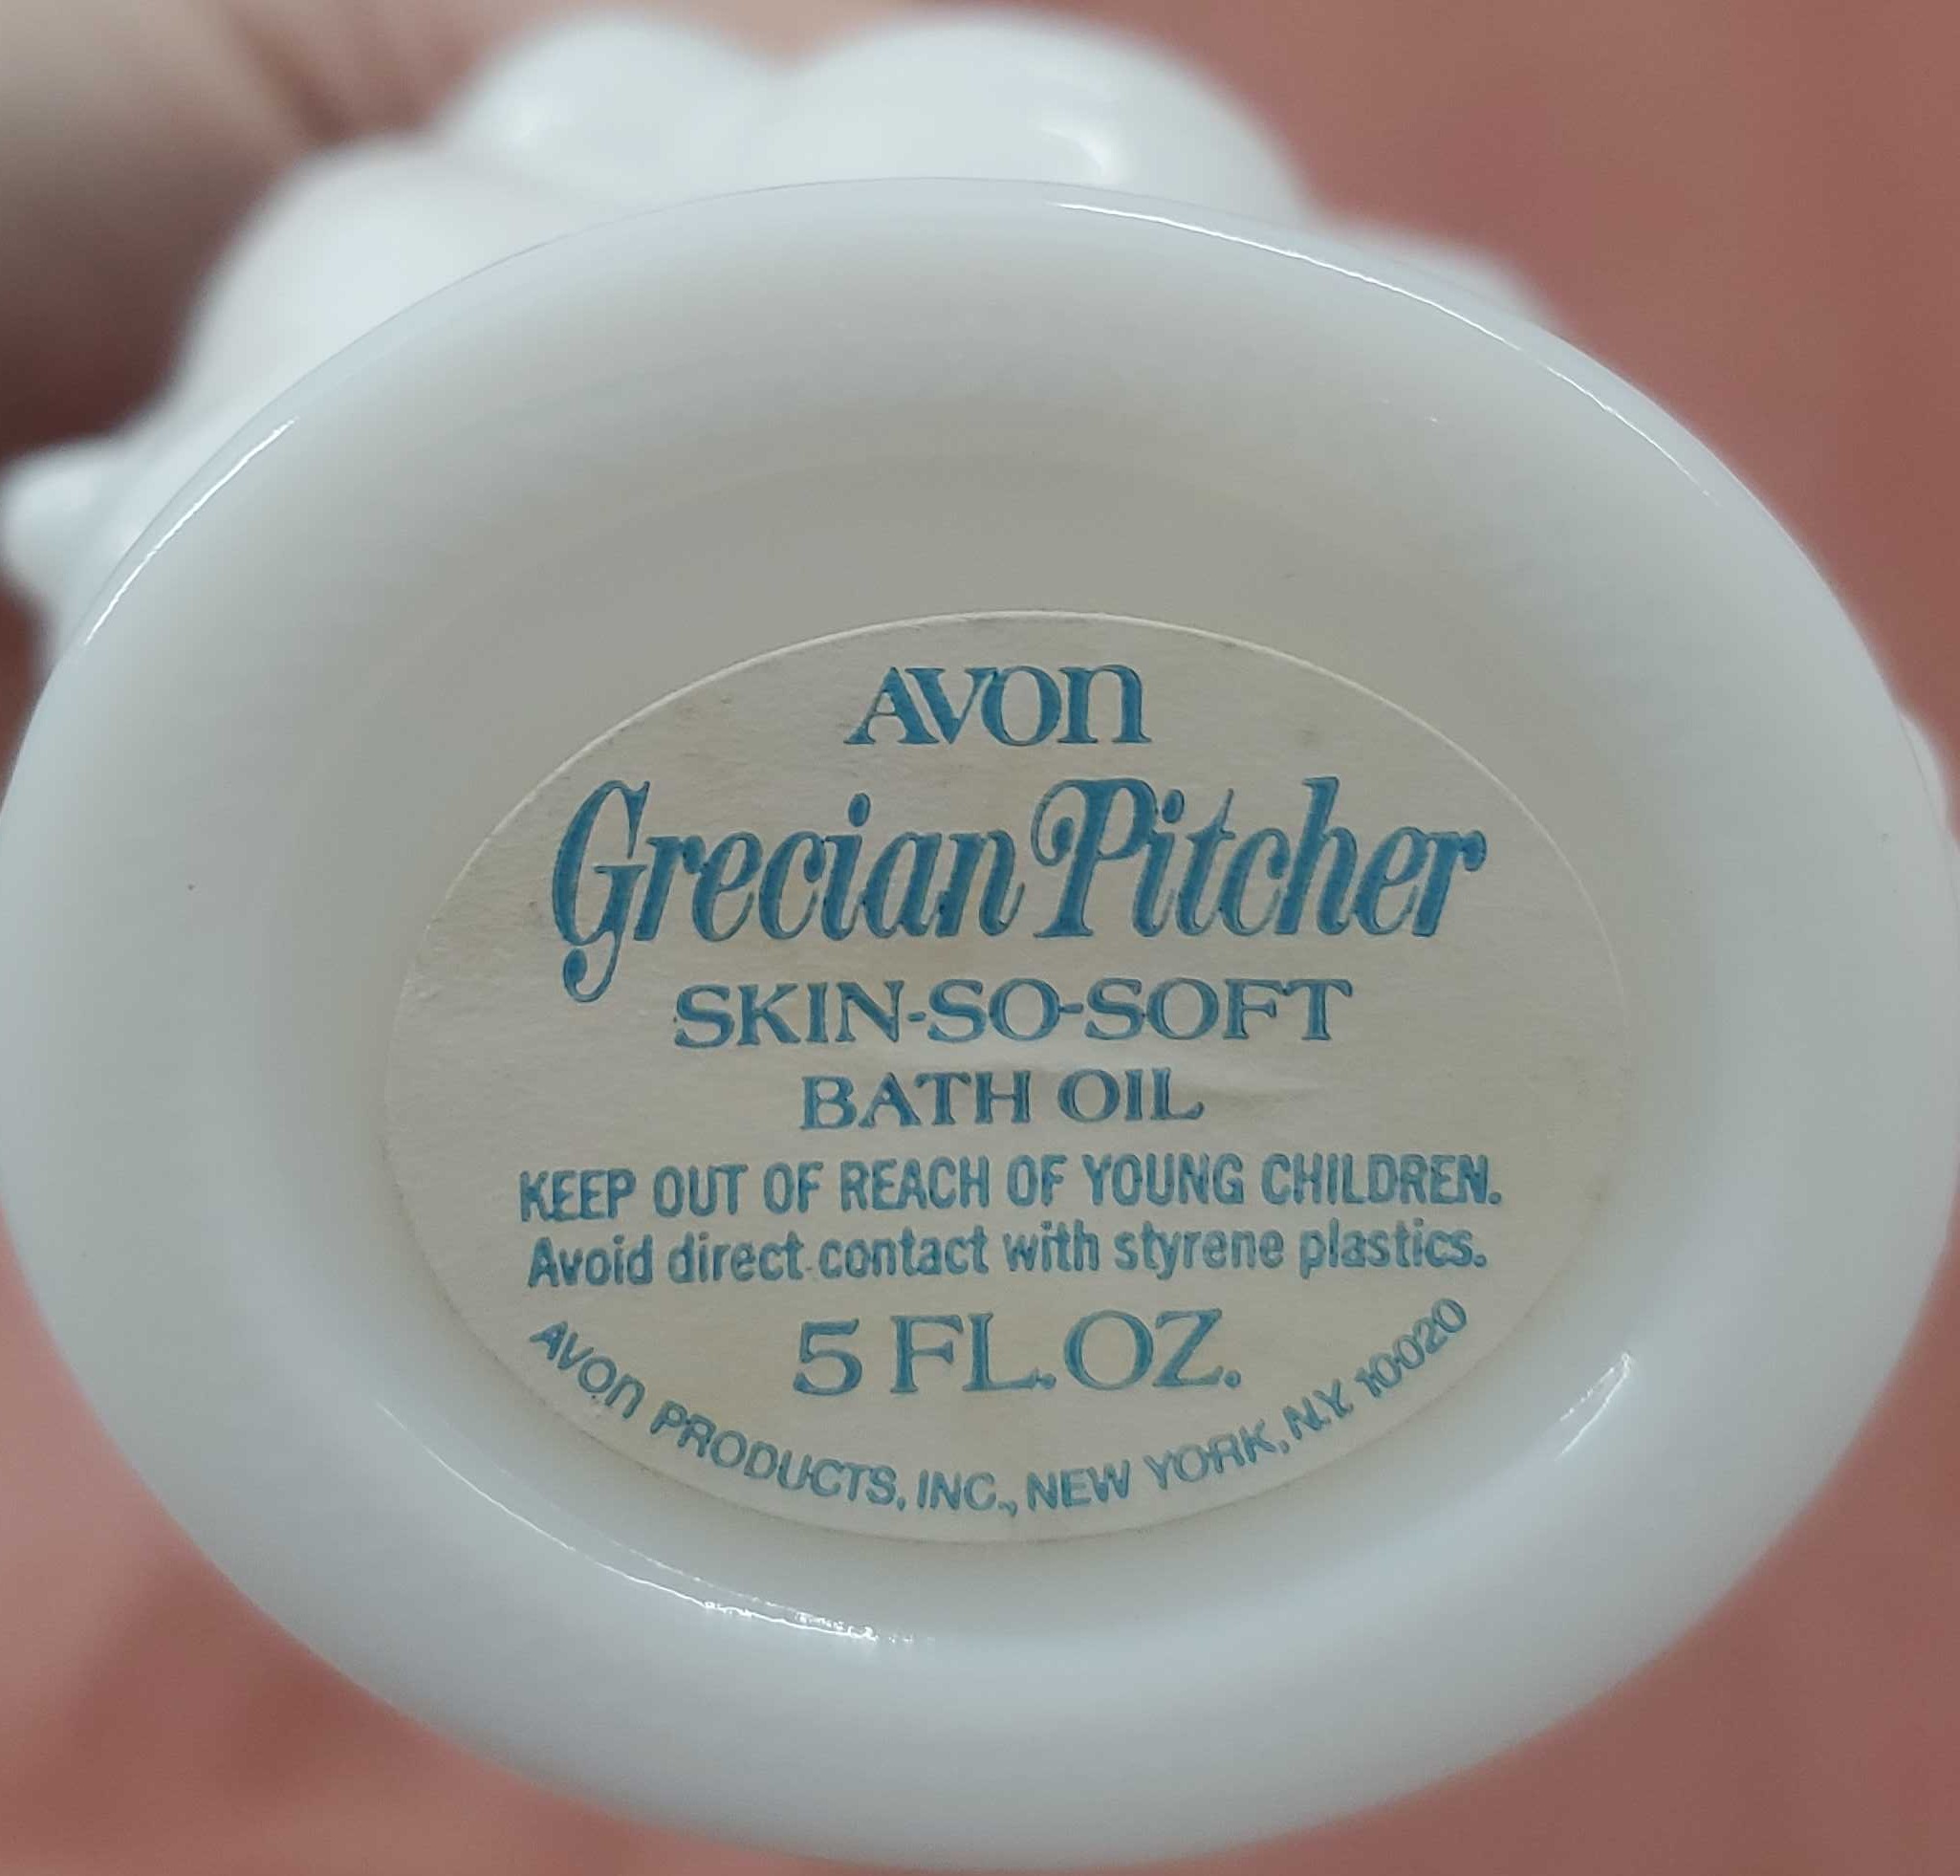 AVON
Grecian Pitcher
SKIN-SO-SOFT
BATH OIL
KEEP OUT OF REACH OF YOUNG CHILDREN.
Avoid direct contact with styrene plastics.
5 FL. OZ.
AVON PRODUCTS, INC., NEW YORK, N.Y. 10020